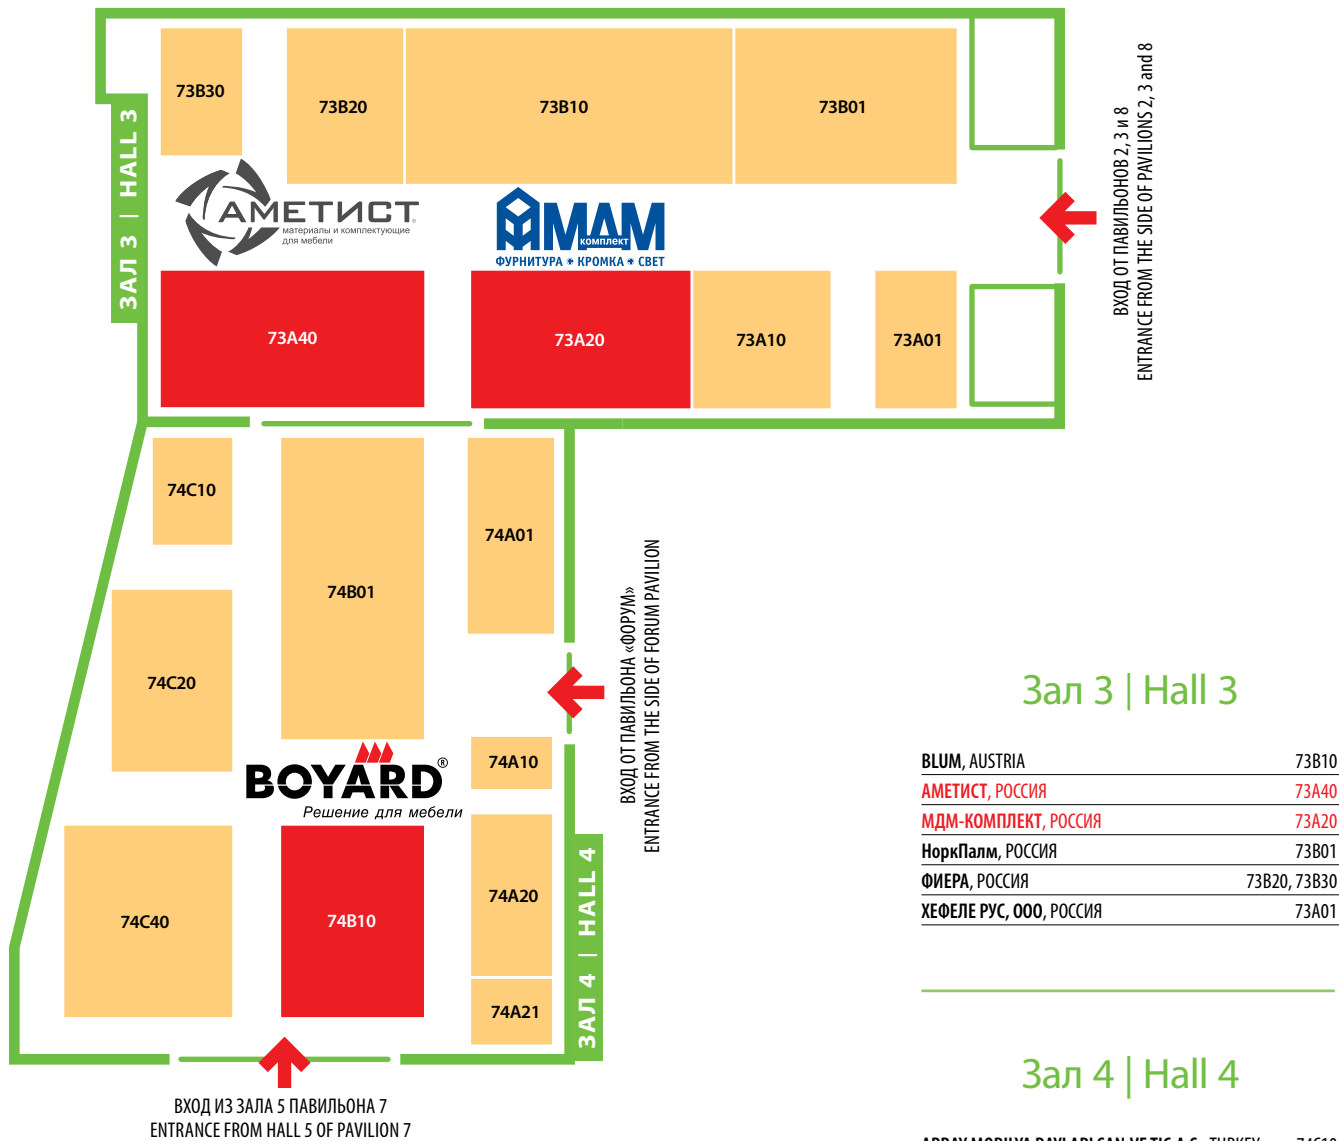 73B30
73B20
73B10
73B01
ЗАЛ 3 | HALL 3
АМЕТИСТ
материалы и комплектующие
для мебели
МДМ
комплект
ФУРНИТУРА * КРОМКА * СВЕТ
ВХОД ОТ ПАВИЛЬОНОВ 2, 3 и 8
ENTRANCE FROM THE SIDE OF PAVILIONS 2, 3 and 8
73A40
73A20
73A10
73A01
74C10
74B01
74A01
74C20
ВХОД ОТ ПАВИЛЬОНА «ФОРУМ»
ENTRANCE FROM THE SIDE OF FORUM PAVILION
BOYARD®
Решение для мебели
74A10
74C40
74B10
74A20
74A21
ЗАЛ 4 | HALL 4
ВХОД ИЗ ЗАЛА 5 ПАВИЛЬОНА 7
ENTRANCE FROM HALL 5 OF PAVILION 7
Зал 3 | Hall 3
BLUM, AUSTRIA 73B10
АМЕТИСТ, РОССИЯ 73A40
МДМ-КОМПЛЕКТ, РОССИЯ 73A20
НоркПалм, РОССИЯ 73B01
ФИЕРА, РОССИЯ 73B20, 73B30
ХЕФЕЛЕ РУС, ООО, РОССИЯ 73A01
Зал 4 | Hall 4